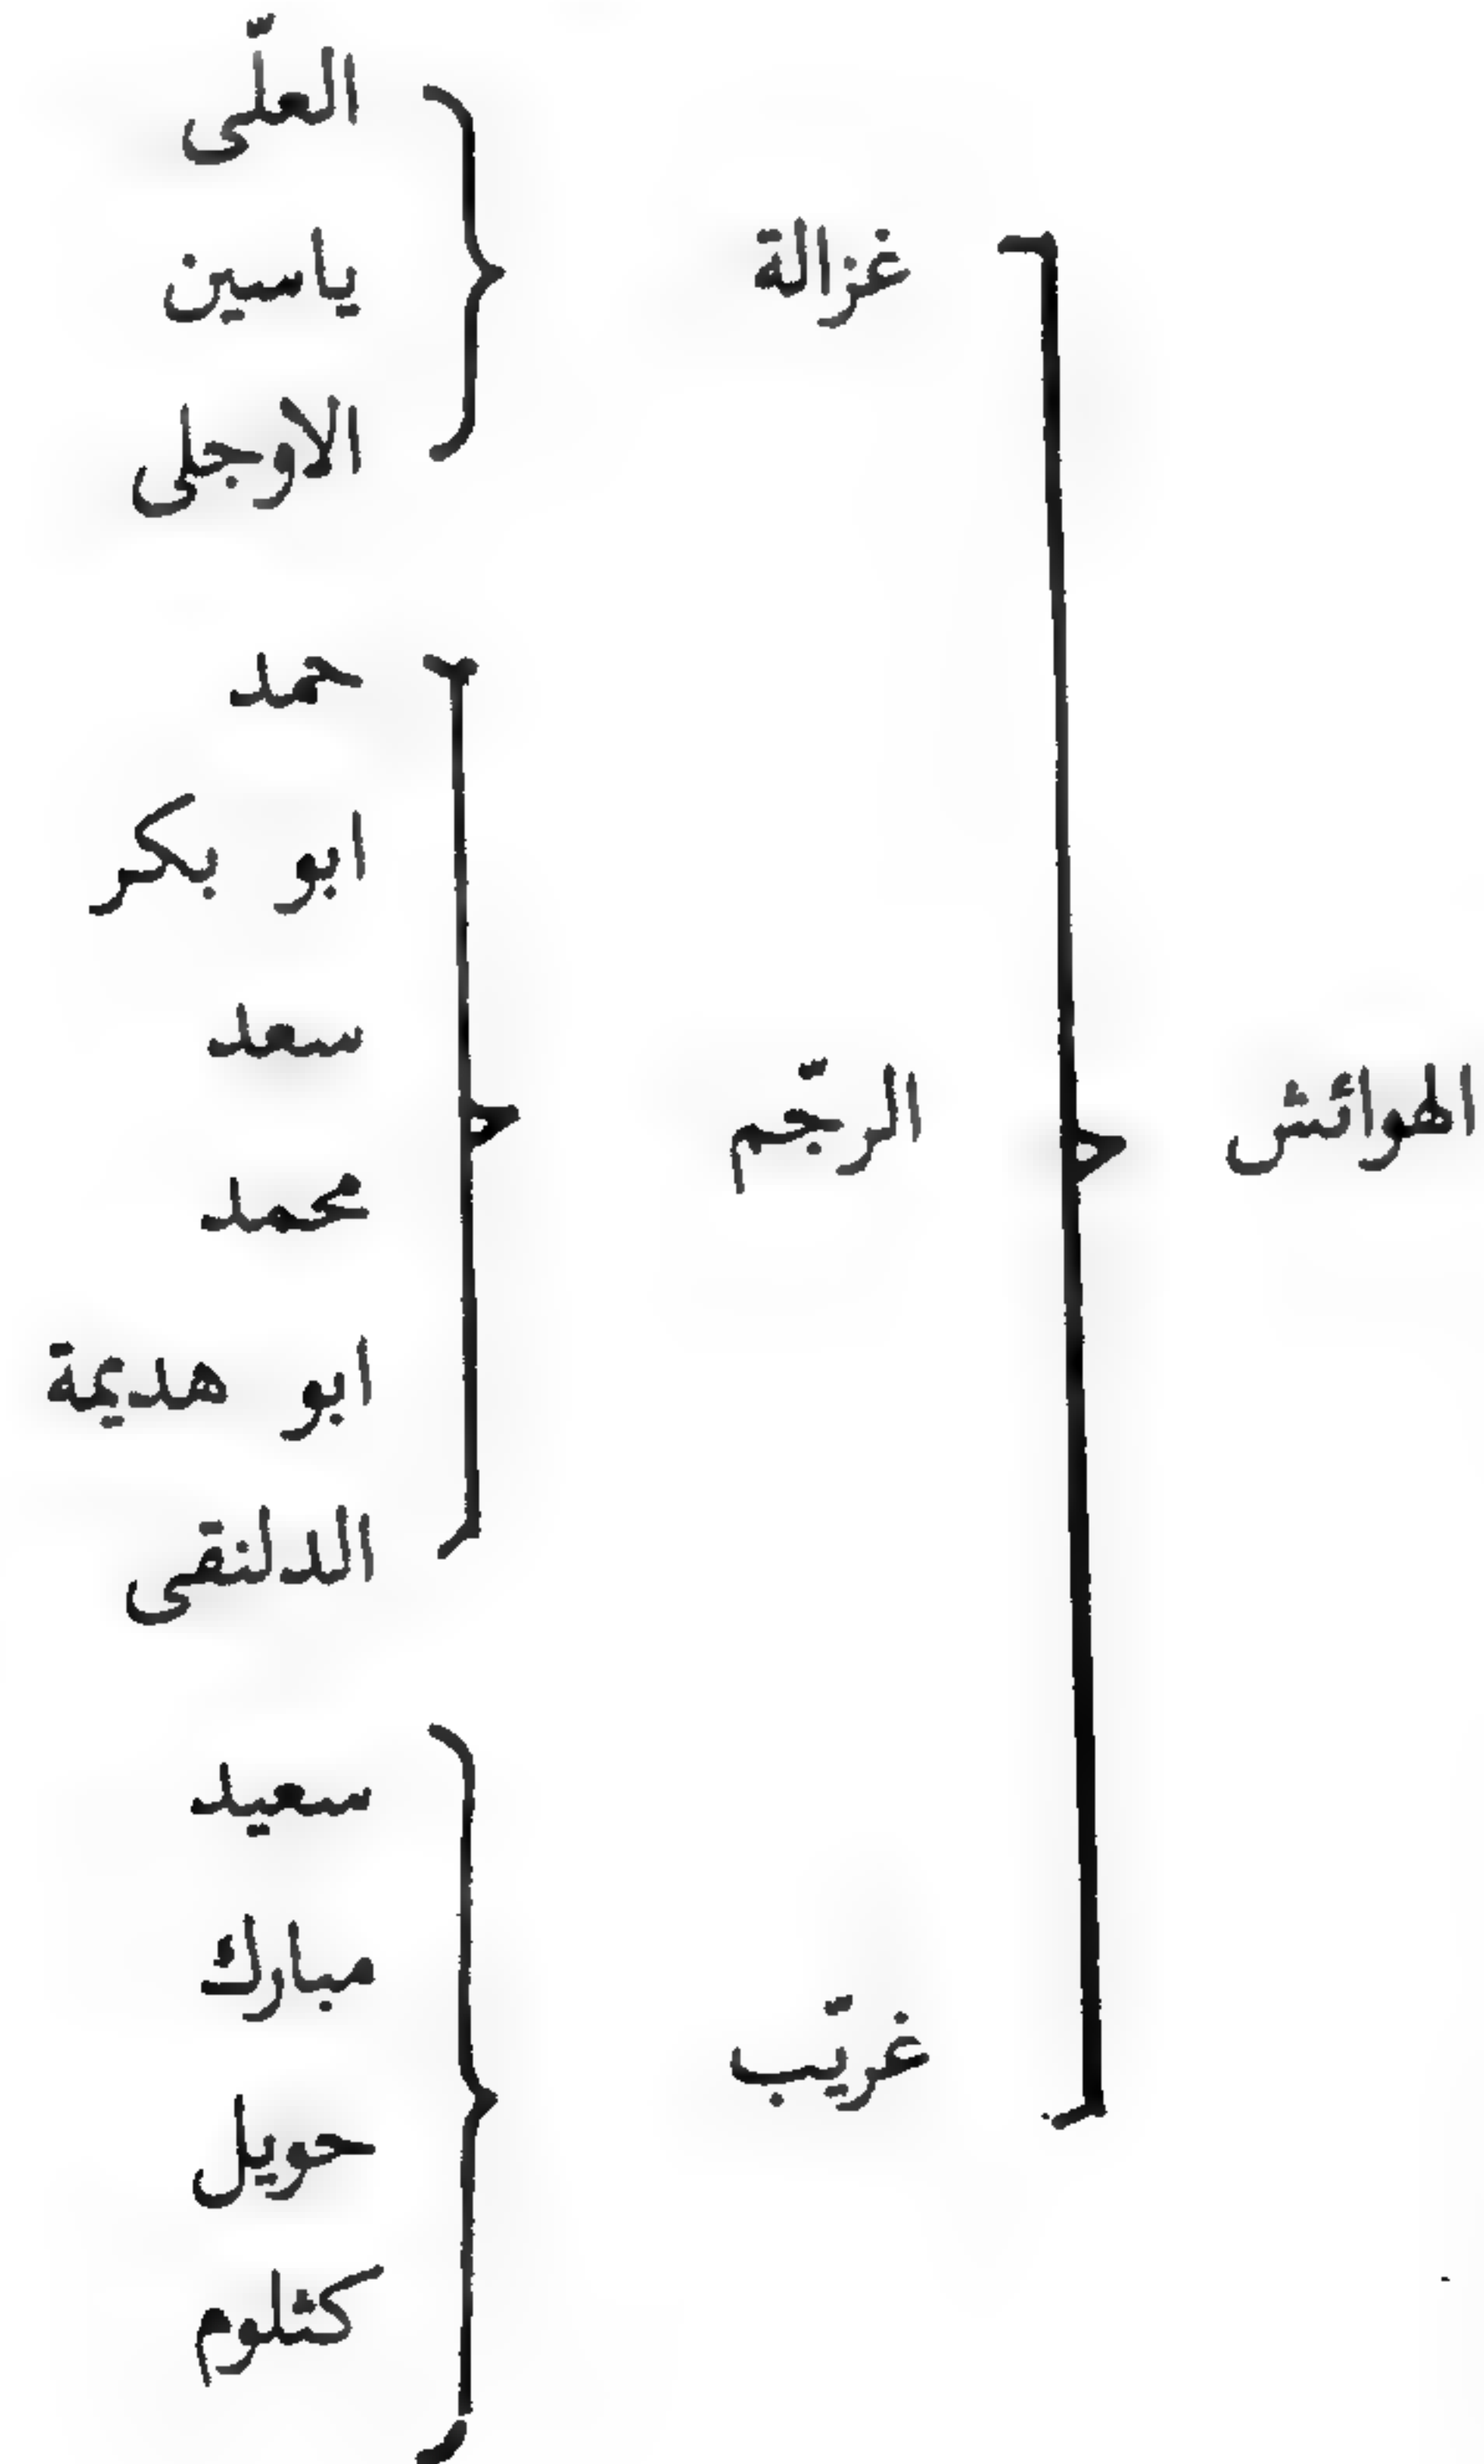 الهوائش
غزالة
العلّى
ياسين
الاوجلى
الرجّم
حمد
ابو بكر
سعد
محمد
ابو هديمة
الدلنقى
غريّب
سعيد
مبارك
حويل
كثلوم